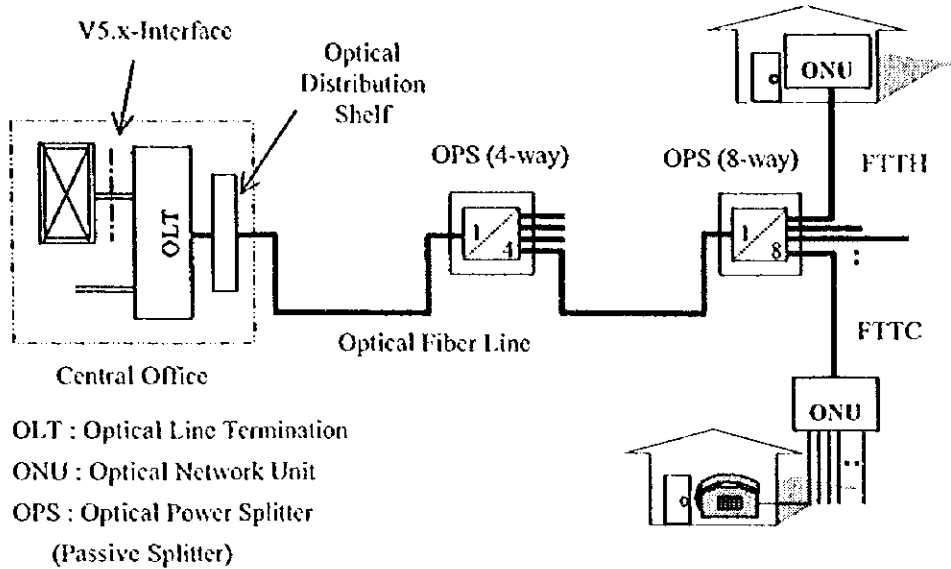 V5.x-Interface
Optical
Distribution
Shelf
ONU
OPS (4-way)
OPS (8-way)
FTTH
OLT
1
4
1
8
FTTC
Optical Fiber Line
Central Office
ONU
OLT : Optical Line Termination
ONU : Optical Network Unit
OPS : Optical Power Splitter
(Passive Splitter)